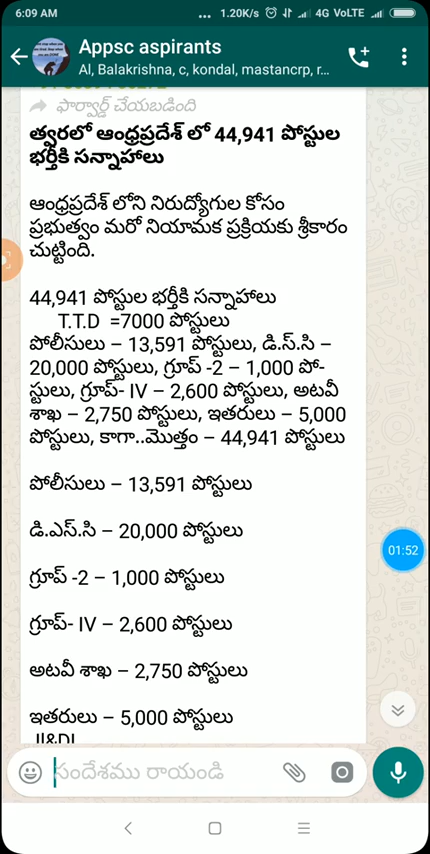 6:09 AM ... 1.20K/s 4G VoLTE
Appsc aspirants
Al, Balakrishna, c, kondal, mastancrp, r...
ఫార్వార్డ్ చేయబడింది
త్వరలో ఆంధ్రప్రదేశ్ లో 44,941 పోస్టుల
భర్తీకి సన్నాహాలు
ఆంధ్రప్రదేశ్ లోని నిరుద్యోగుల కోసం
ప్రభుత్వం మరో నియామక ప్రక్రియకు శ్రీకారం
చుట్టింది.
44,941 పోస్టుల భర్తీకి సన్నాహాలు
T.T.D =7000 పోస్టులు
పోలీసులు – 13,591 పోస్టులు, డి.స్.సి –
20,000 పోస్టులు, గ్రూప్ -2 – 1,000 పో-
స్టులు, గ్రూప్- IV – 2,600 పోస్టులు, అటవీ
శాఖ – 2,750 పోస్టులు, ఇతరులు – 5,000
పోస్టులు, కాగా..మొత్తం – 44,941 పోస్టులు
పోలీసులు – 13,591 పోస్టులు
డి.ఎస్.సి – 20,000 పోస్టులు
01:52
గ్రూప్ -2 – 1,000 పోస్టులు
గ్రూప్- IV – 2,600 పోస్టులు
అటవీ శాఖ – 2,750 పోస్టులు
ఇతరులు – 5,000 పోస్టులు
సందేశము రాయండి